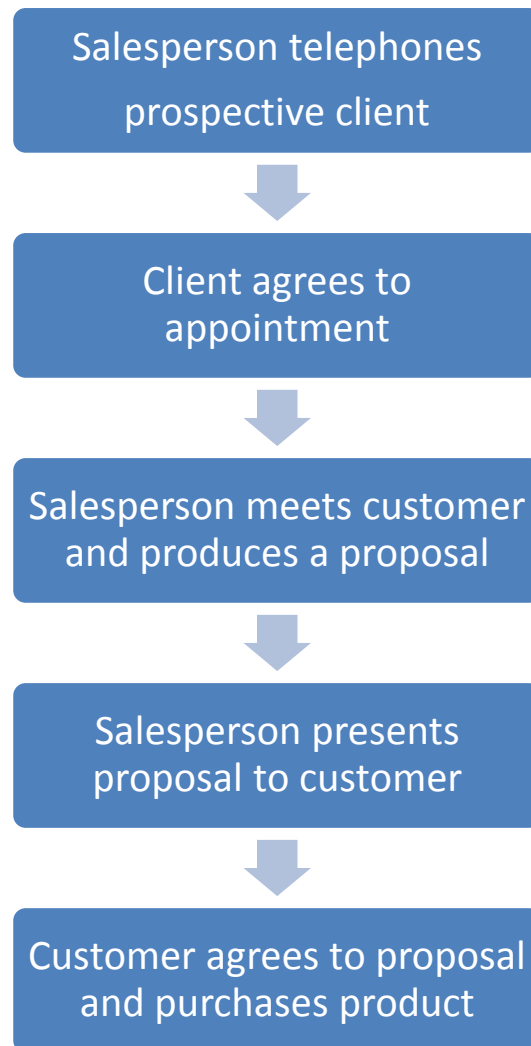 Salesperson telephones
prospective client
Client agrees to
appointment
Salesperson meets customer
and produces a proposal
Salesperson presents
proposal to customer
Customer agrees to proposal
and purchases product